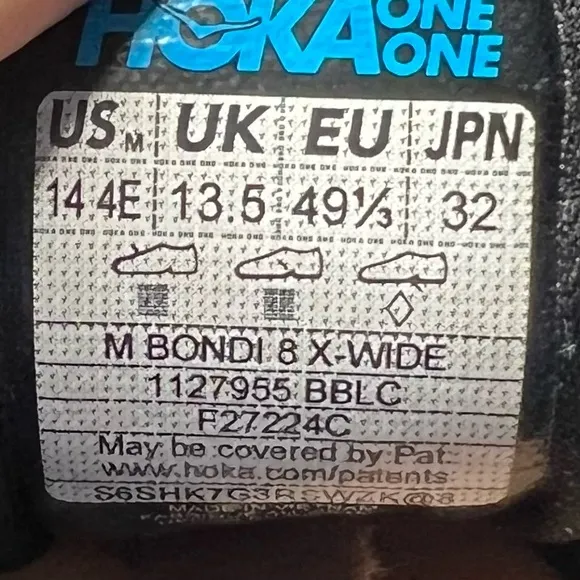 HOKA ONE ONE
US M UK EU JPN
14 4E 13.5 49⅓ 32
M BONDI 8 X-WIDE
1127955 BBLC
F27224C
May be covered by Pat.
www.hoka.com/patents